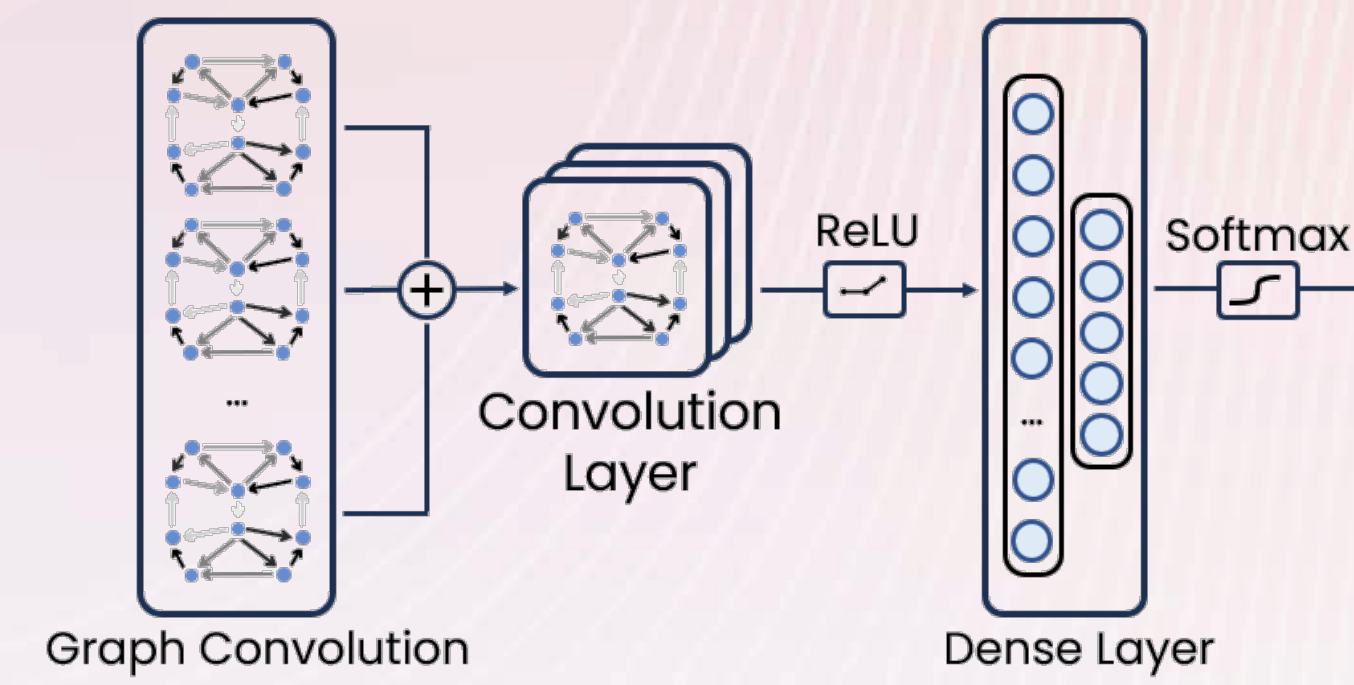 ...
+
Graph Convolution
Convolution
Layer
ReLU
...
Dense Layer
Softmax